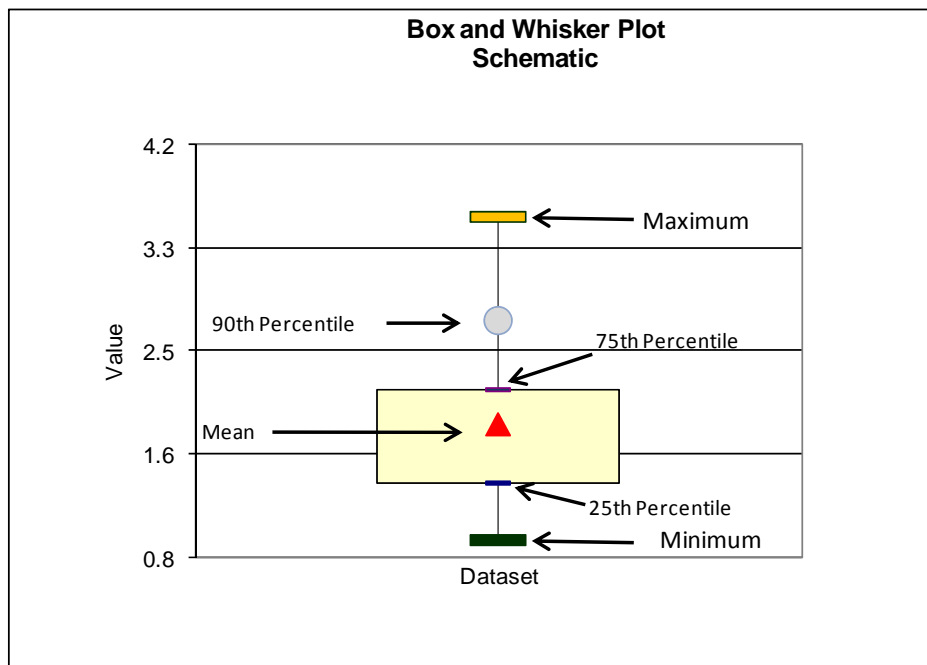 Box and Whisker Plot
Schematic
4.2
Maximum
3.3
90th Percentile
75th Percentile
2.5
Value
Mean
1.6
25th Percentile
Minimum
0.8
Dataset